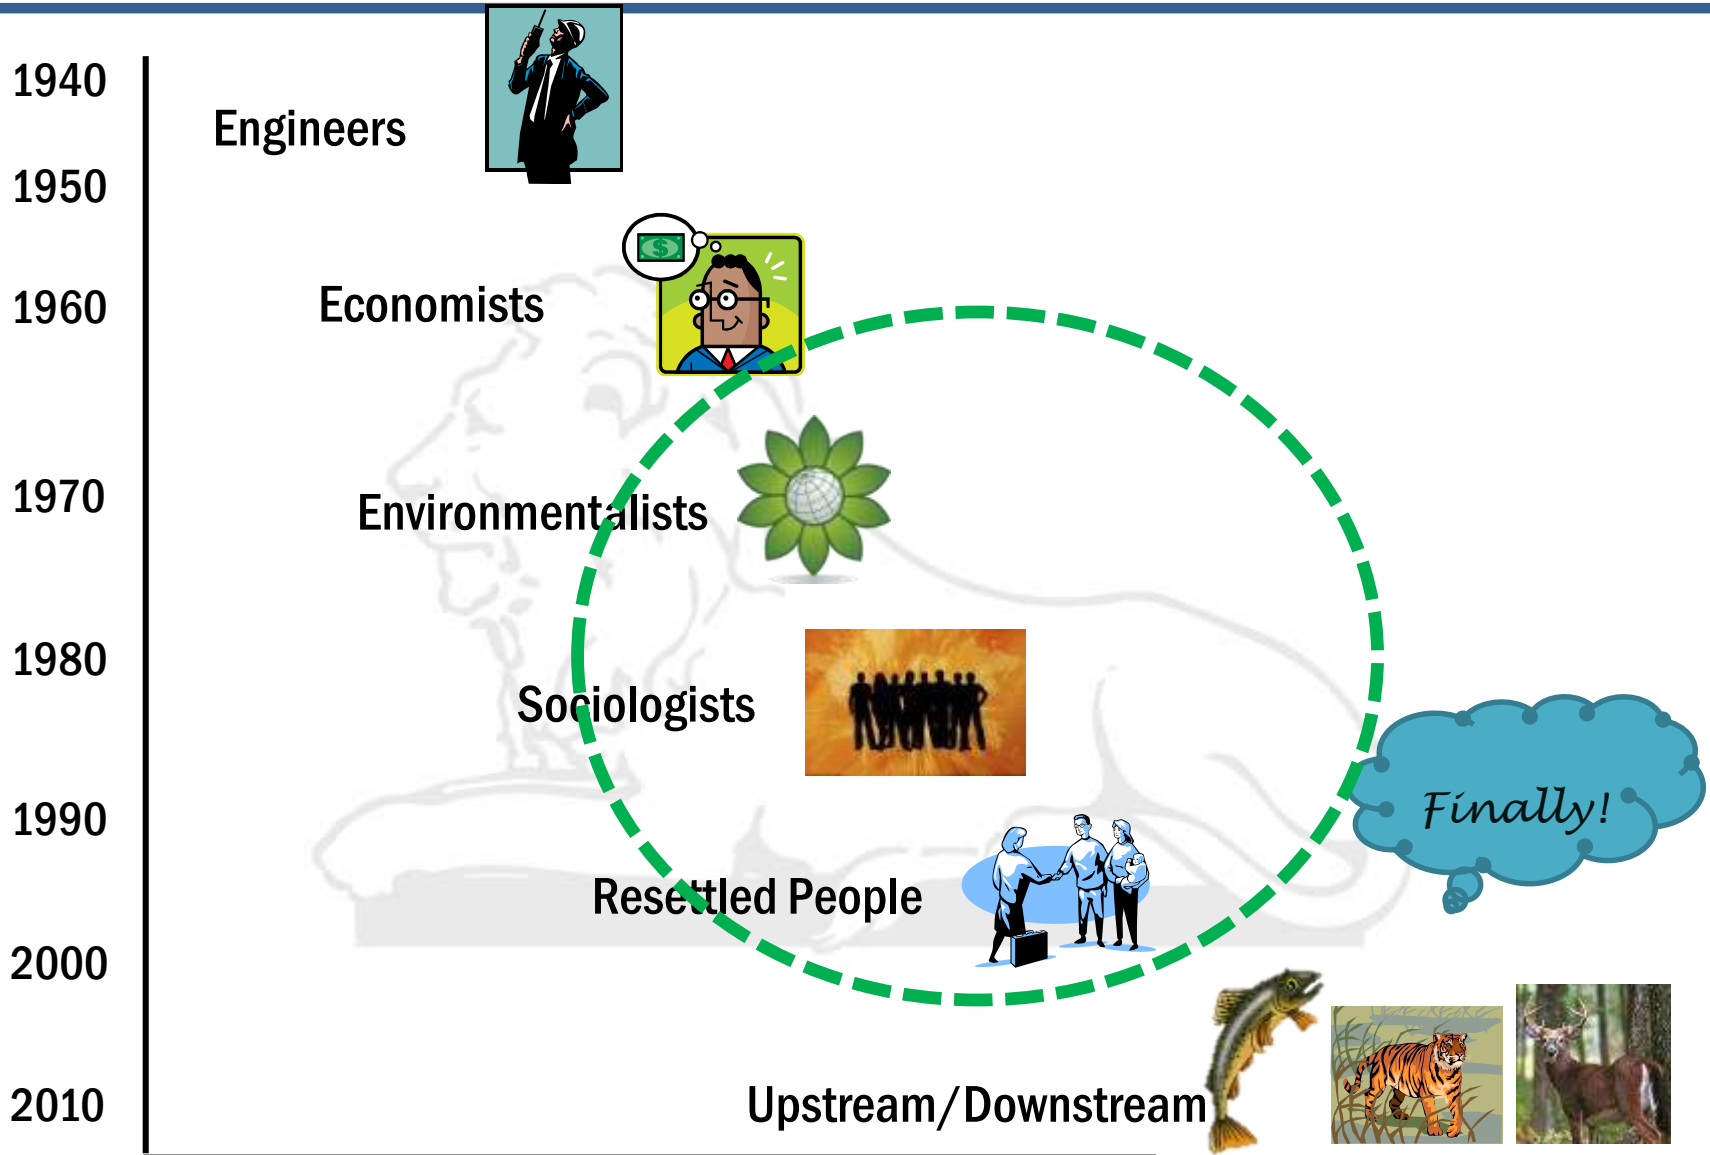 1940
Engineers
1950
$
1960
Economists
1970
Environmentalists
1980
Sociologists
Finally!
1990
Resettled People
2000
2010
Upstream/Downstream